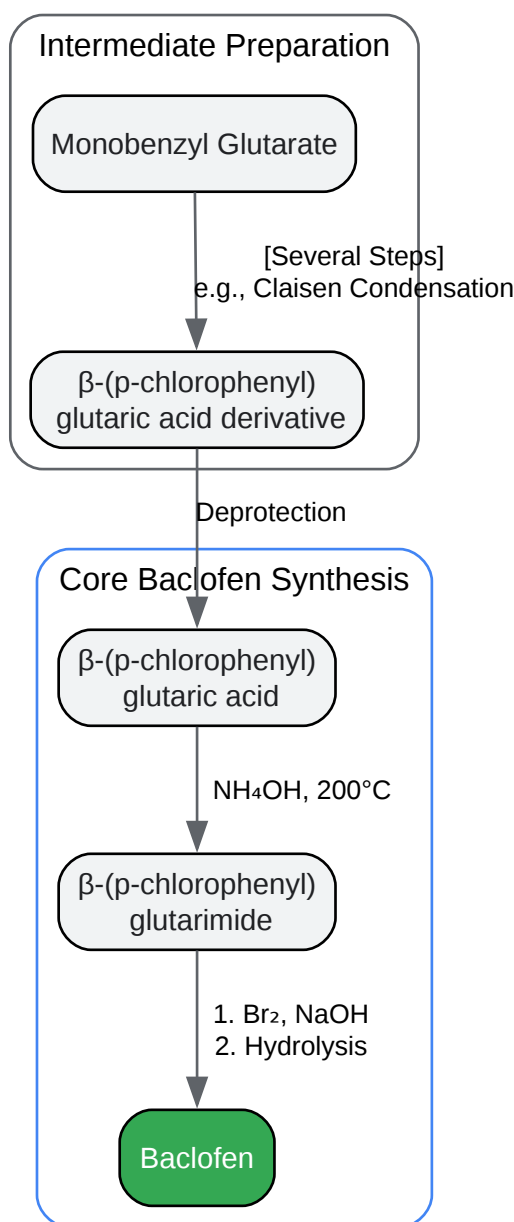 Intermediate Preparation
Monobenzyl Glutarate
[Several Steps]
e.g., Claisen Condensation
β-(p-chlorophenyl)
glutaric acid derivative
Deprotection
Core Baclofen Synthesis
β-(p-chlorophenyl)
glutaric acid
NH₄OH, 200°C
β-(p-chlorophenyl)
glutarimide
1. Br₂, NaOH
2. Hydrolysis
Baclofen